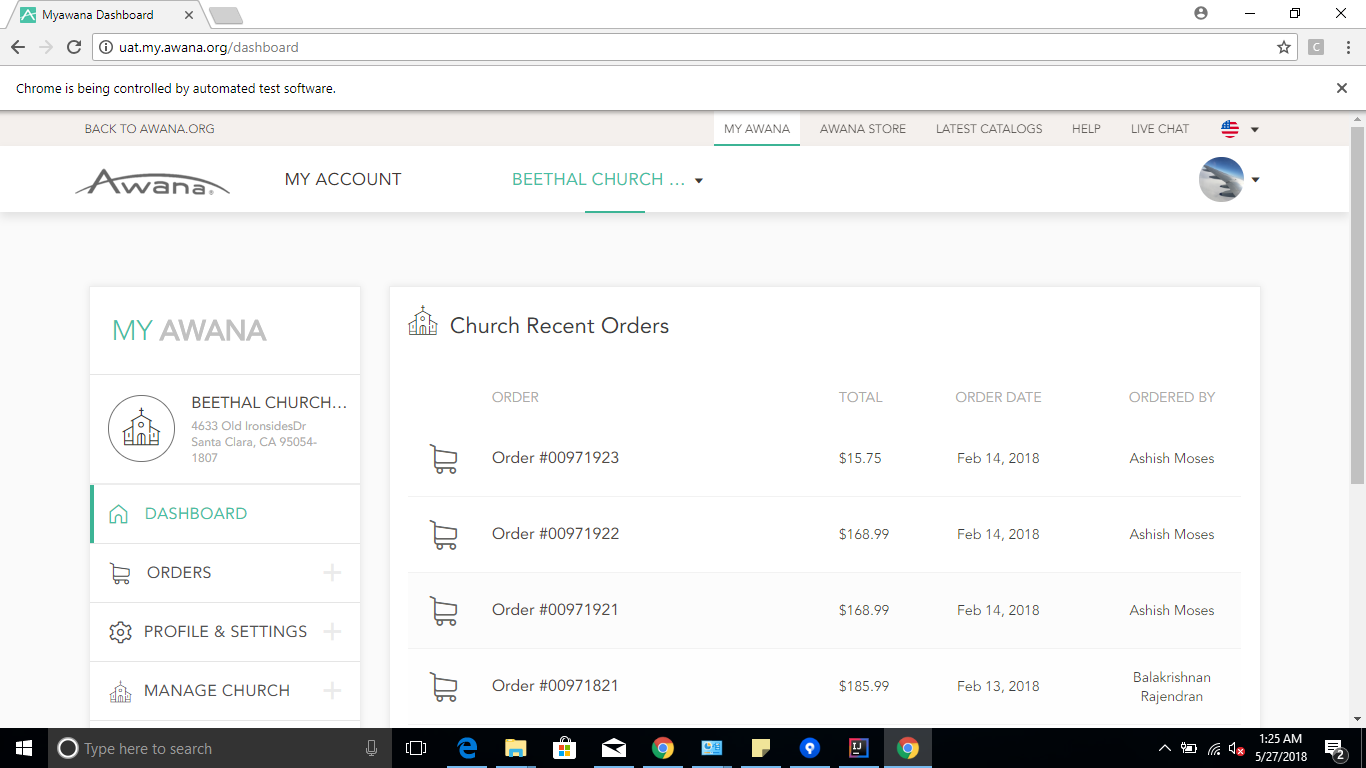 Myawana Dashboard
uat.my.awana.org/dashboard
C
Chrome is being controlled by automated test software.
BACK TO AWANA.ORG
MY AWANA
AWANA STORE
LATEST CATALOGS
HELP
LIVE CHAT
Awana®
MY ACCOUNT
BEETHAL CHURCH ...
MY AWANA
BEETHAL CHURCH...
4633 Old IronsidesDr
Santa Clara, CA 95054-
1807
DASHBOARD
ORDERS
PROFILE & SETTINGS
MANAGE CHURCH
Church Recent Orders
ORDER TOTAL ORDER DATE ORDERED BY
Order #00971923 $15.75 Feb 14, 2018 Ashish Moses
Order #00971922 $168.99 Feb 14, 2018 Ashish Moses
Order #00971921 $168.99 Feb 14, 2018 Ashish Moses
Order #00971821 $185.99 Feb 13, 2018 Balakrishnan
Rajendran
Type here to search
IJ
1:25 AM
5/27/2018
2